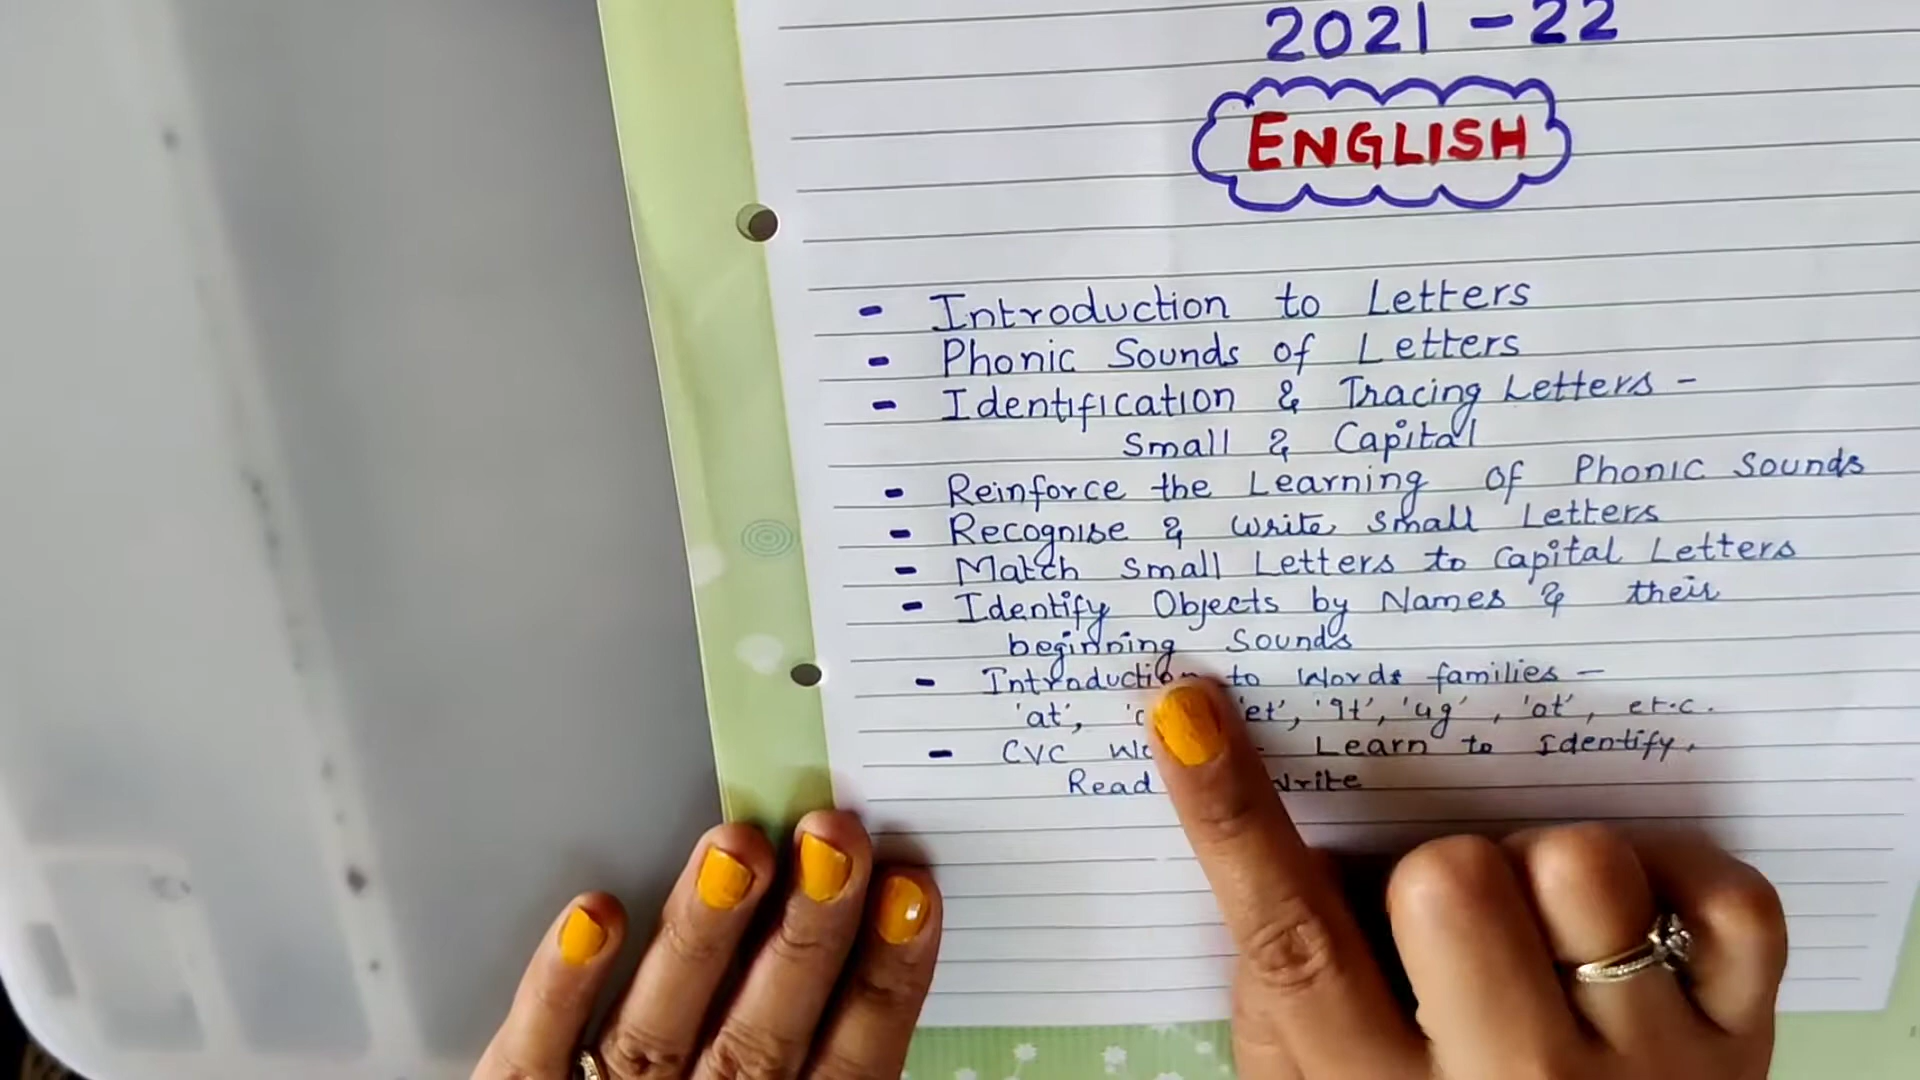 2021-22
ENGLISH
- Introduction to Letters
- Phonic Sounds of Letters
- Identification & Tracing Letters -
Small & Capital
- Reinforce the Learning of Phonic Sounds
- Recognise & Write Small Letters
- Match Small Letters to Capital Letters
- Identify Objects by Names & their
beginning Sounds
- Introduction to Words families -
'at', 'et', 'it', 'ug', 'ot', etc.
- CVC - Learn to Identify,
Read Write